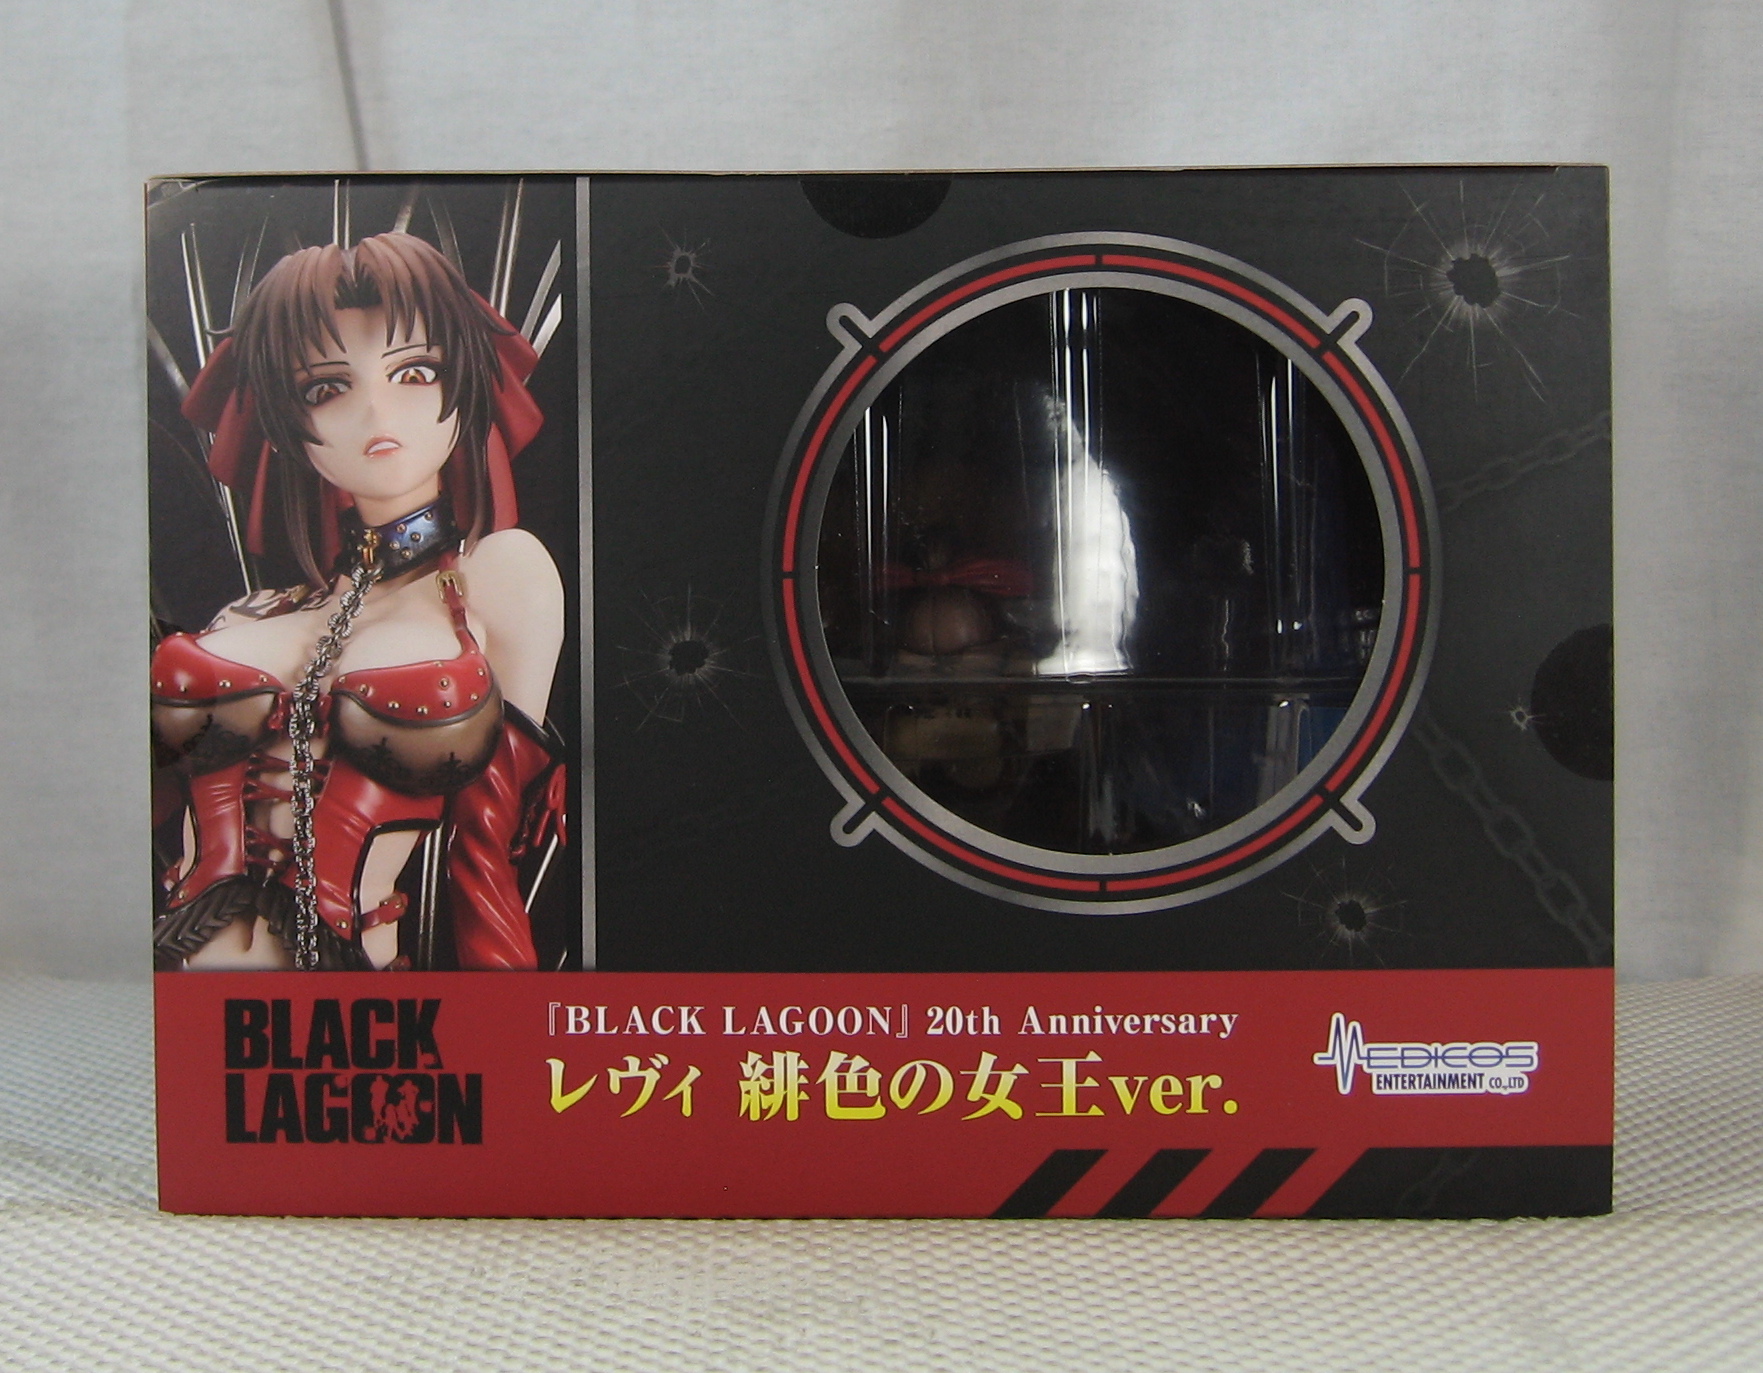 BLACK
LAGOON
『BLACK LAGOON』 20th Anniversary
レヴィ 緋色の女王ver.
MEDICOS
ENTERTAINMENT CO.,LTD